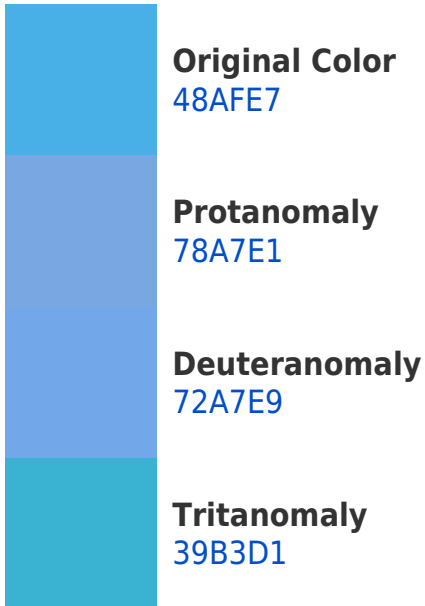 Original Color
48AFE7
Protanomaly
78A7E1
Deuteranomaly
72A7E9
Tritanomaly
39B3D1